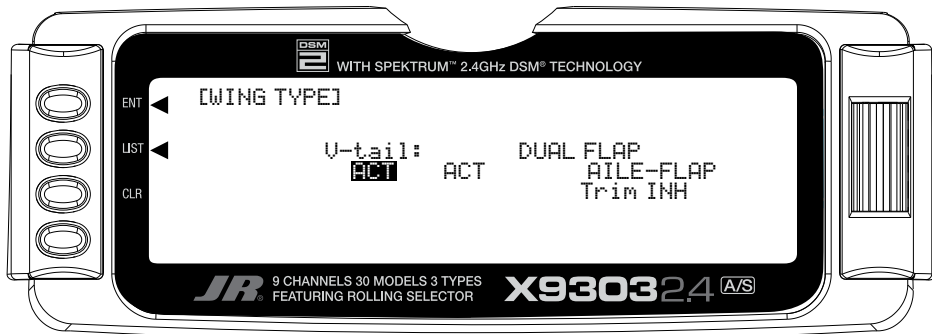 DSM
2 WITH SPEKTRUM™ 2.4GHz DSM® TECHNOLOGY
ENT [WING TYPE]
LIST V-tail: DUAL FLAP
ACT ACT AILE-FLAP
CLR Trim INH
JR® 9 CHANNELS 30 MODELS 3 TYPES
FEATURING ROLLING SELECTOR
X9303 2.4 A/S